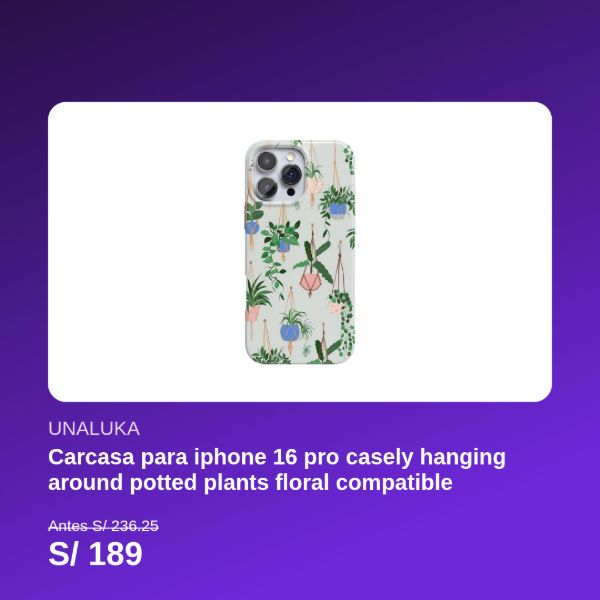 UNALUKA
Carcasa para iphone 16 pro casely hanging
around potted plants floral compatible
Antes S/ 236.25
S/ 189